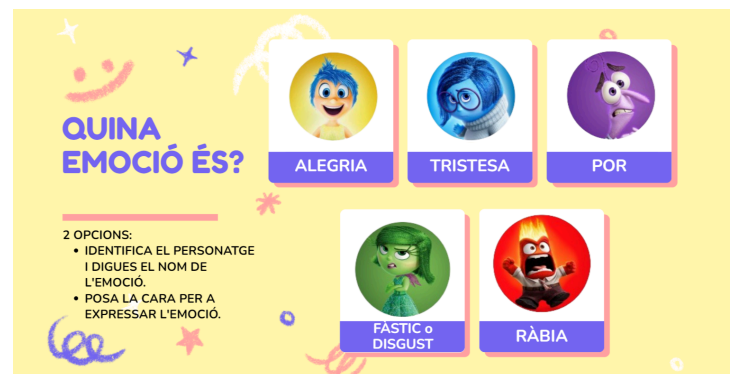 QUINA
EMOCIÓ ÉS?
ALEGRIA
TRISTESA
POR
2 OPCIONS:
• IDENTIFICA EL PERSONATGE
I DIGUES EL NOM DE
L'EMOCIÓ.
• POSA LA CARA PER A
EXPRESSAR L'EMOCIÓ.
FÀSTIC o
DISGUST
RÀBIA